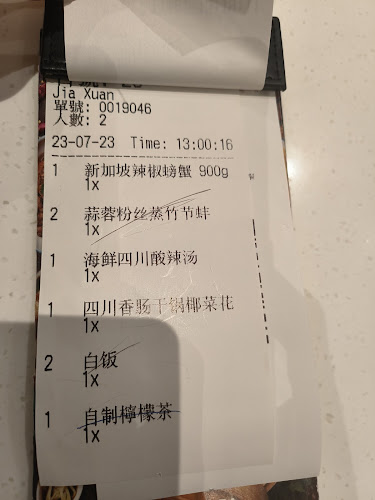 Jia Xuan
單號: 0019046
人數: 2
23-07-23 Time: 13:00:16
1 新加坡辣椒螃蟹 900g
1x
2 蒜蓉粉丝蒸竹节蚌
1x
1 海鲜四川酸辣汤
1x
1 四川香肠干锅椰菜花
1x
2 白饭
1x
1 自制檸檬茶
1x